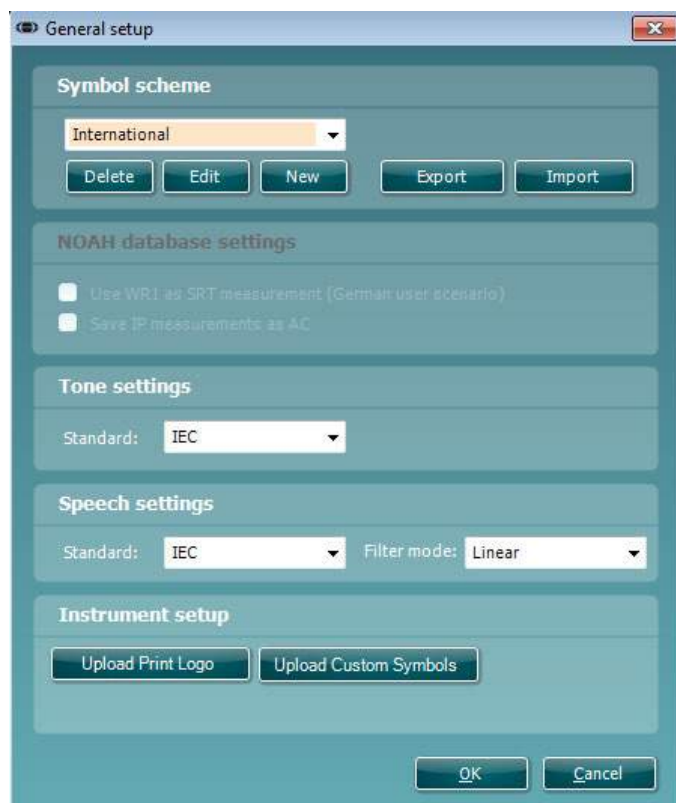 General setup
Symbol scheme
International
Delete Edit New Export Import
NOAH database settings
Use WR1 as SRT measurement (German user scenario)
Save IP measurements as AC
Tone settings
Standard: IEC
Speech settings
Standard: IEC Filter mode: Linear
Instrument setup
Upload Print Logo Upload Custom Symbols
OK Cancel